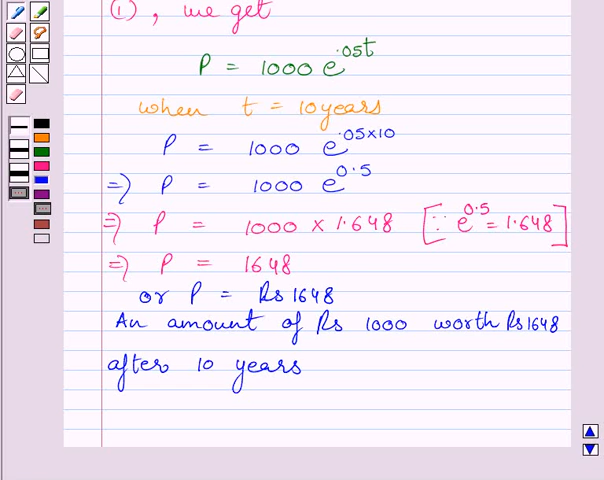 (1), we get
P = 1000 e^.05t
when t = 10 years
P = 1000 e^.05×10
=) P = 1000 e^0.5
=) P = 1000 × 1.648 [∵ e^0.5 = 1.648]
=) P = 1648
or P = Rs 1648
An amount of Rs 1000 worth Rs 1648
after 10 years